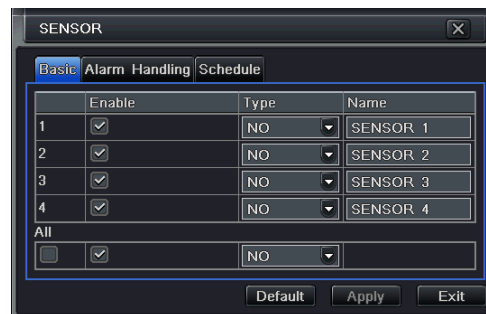 SENSOR
Basic Alarm Handling Schedule
Enable Type Name
1 NO SENSOR 1
2 NO SENSOR 2
3 NO SENSOR 3
4 NO SENSOR 4
All
NO
Default Apply Exit